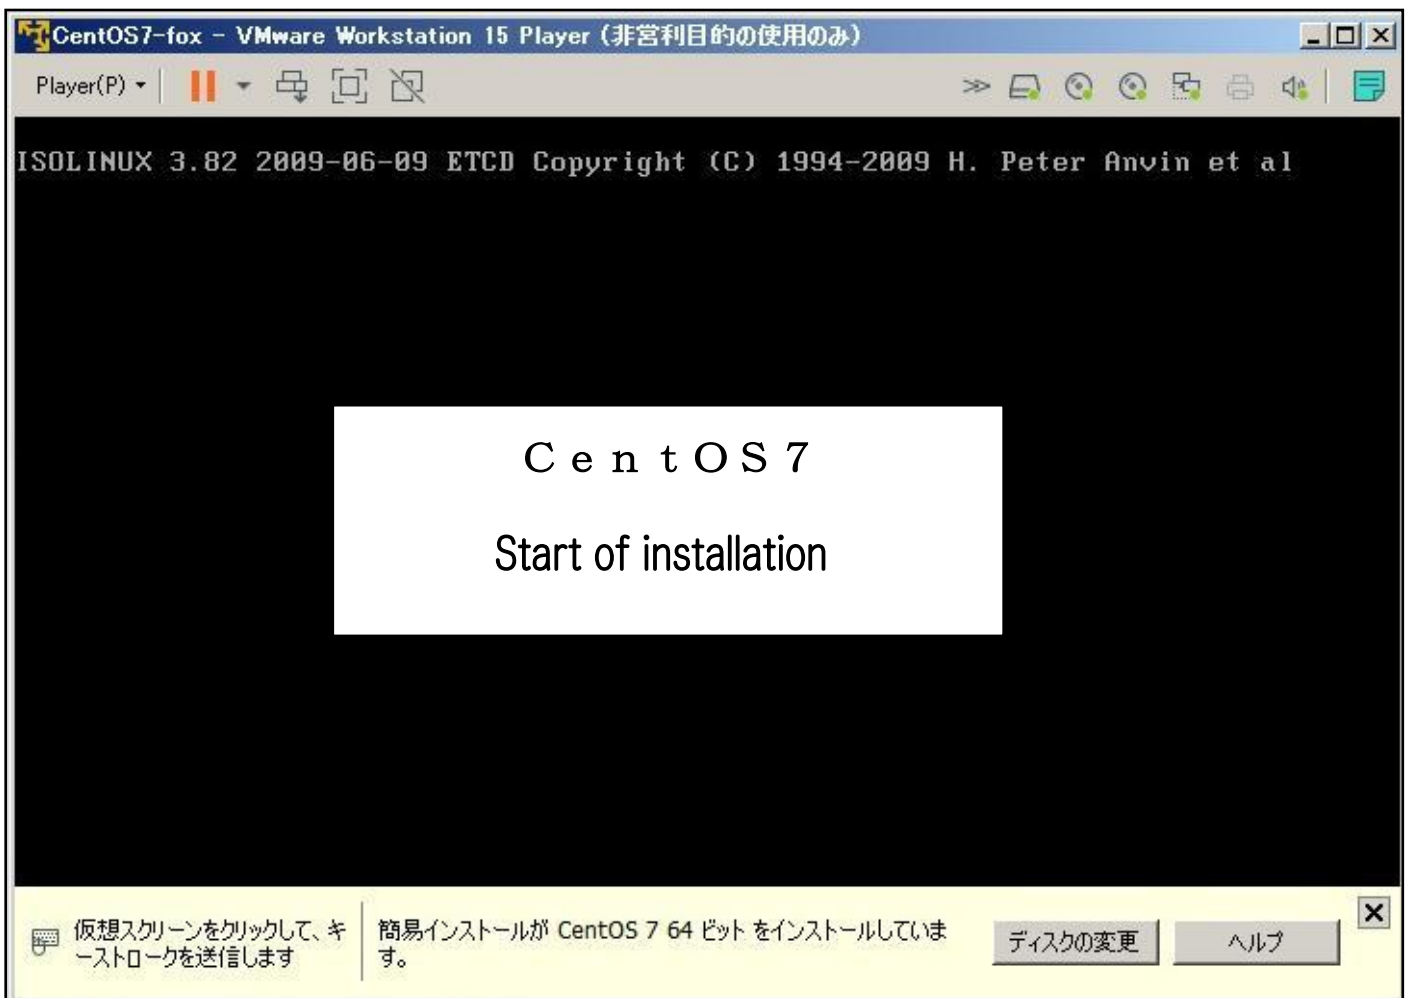 CentOS7-fox - VMware Workstation 15 Player (非営利目的の使用のみ)
Player(P)
ISOLINUX 3.82 2009-06-09 ETCD Copyright (C) 1994-2009 H. Peter Anvin et al
ＣｅｎｔＯＳ７
Start of installation
仮想スクリーンをクリックして、キ
ーストロークを送信します
簡易インストールが CentOS 7 64 ビット をインストールしていま
す。
ディスクの変更
ヘルプ